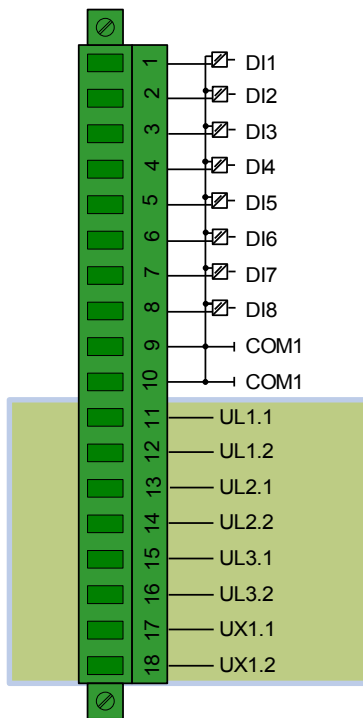 1 DI1
2 DI2
3 DI3
4 DI4
5 DI5
6 DI6
7 DI7
8 DI8
9 COM1
10 COM1
11 UL1.1
12 UL1.2
13 UL2.1
14 UL2.2
15 UL3.1
16 UL3.2
17 UX1.1
18 UX1.2